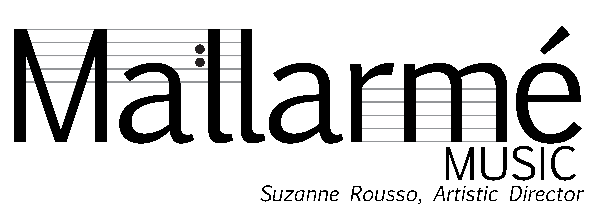 Mallarmé
MUSIC
Suzanne Rousso, Artistic Director